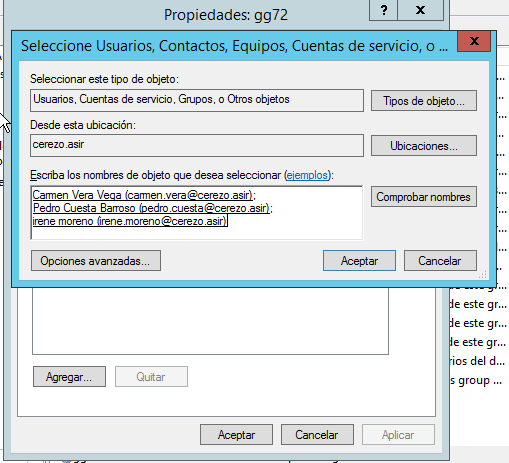 Propiedades: gg72
?
x
Seleccione Usuarios, Contactos, Equipos, Cuentas de servicio, o ...
x
Seleccionar este tipo de objeto:
Usuarios, Cuentas de servicio, Grupos, o Otros objetos
Tipos de objeto...
Desde esta ubicación:
cerezo.asir
Ubicaciones...
Escriba los nombres de objeto que desea seleccionar (ejemplos):
Carmen Vera Vega (carmen.vera@cerezo.asir);
Pedro Cuesta Barroso (pedro.cuesta@cerezo.asir);
irene moreno (irene.moreno@cerezo.asir)
Comprobar nombres
Opciones avanzadas...
Aceptar
Cancelar
de este gr...
de este gr...
de este gr...
de este gr...
rios del d...
s group ...
Agregar...
Quitar
Aceptar
Cancelar
Aplicar